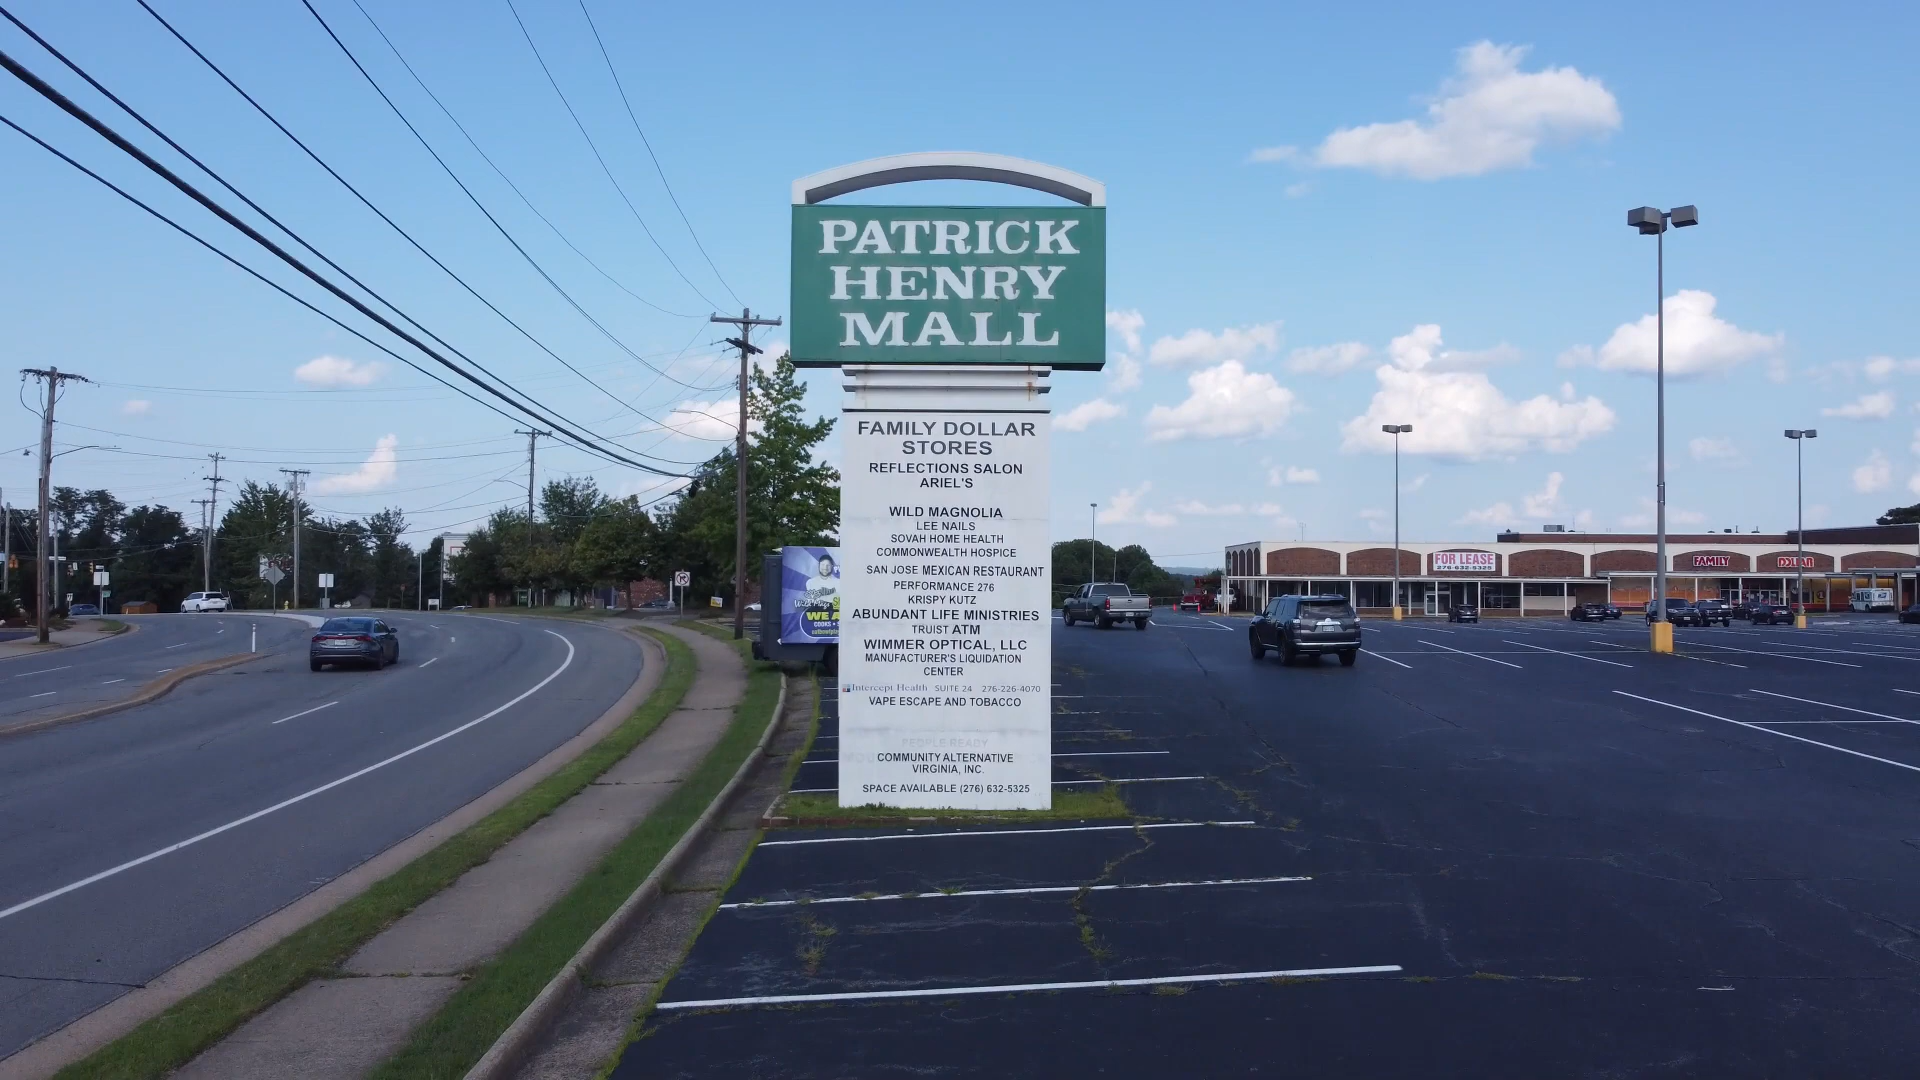 PATRICK
HENRY
MALL
FAMILY DOLLAR
STORES
REFLECTIONS SALON
ARIEL'S
WILD MAGNOLIA
LEE NAILS
SOVAH HOME HEALTH
COMMONWEALTH HOSPICE
SAN JOSE MEXICAN RESTAURANT
PERFORMANCE 276
KRISPY KUTZ
ABUNDANT LIFE MINISTRIES
TRUIST ATM
WIMMER OPTICAL, LLC
MANUFACTURER'S LIQUIDATION
CENTER
Intercept Health SUITE 24 276-226-4070
VAPE ESCAPE AND TOBACCO
PEOPLE READY
COMMUNITY ALTERNATIVE
VIRGINIA, INC.
SPACE AVAILABLE (276) 632-5325
FOR LEASE
276-632-5325
FAMILY DOLLAR
WE